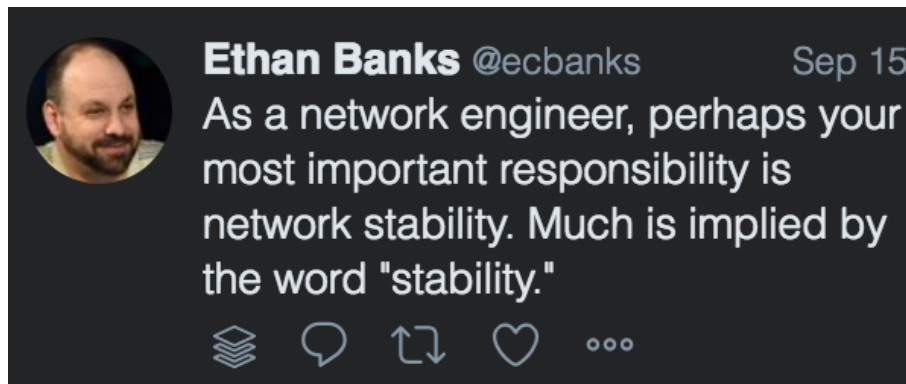 Ethan Banks @ecbanks Sep 15
As a network engineer, perhaps your
most important responsibility is
network stability. Much is implied by
the word "stability."